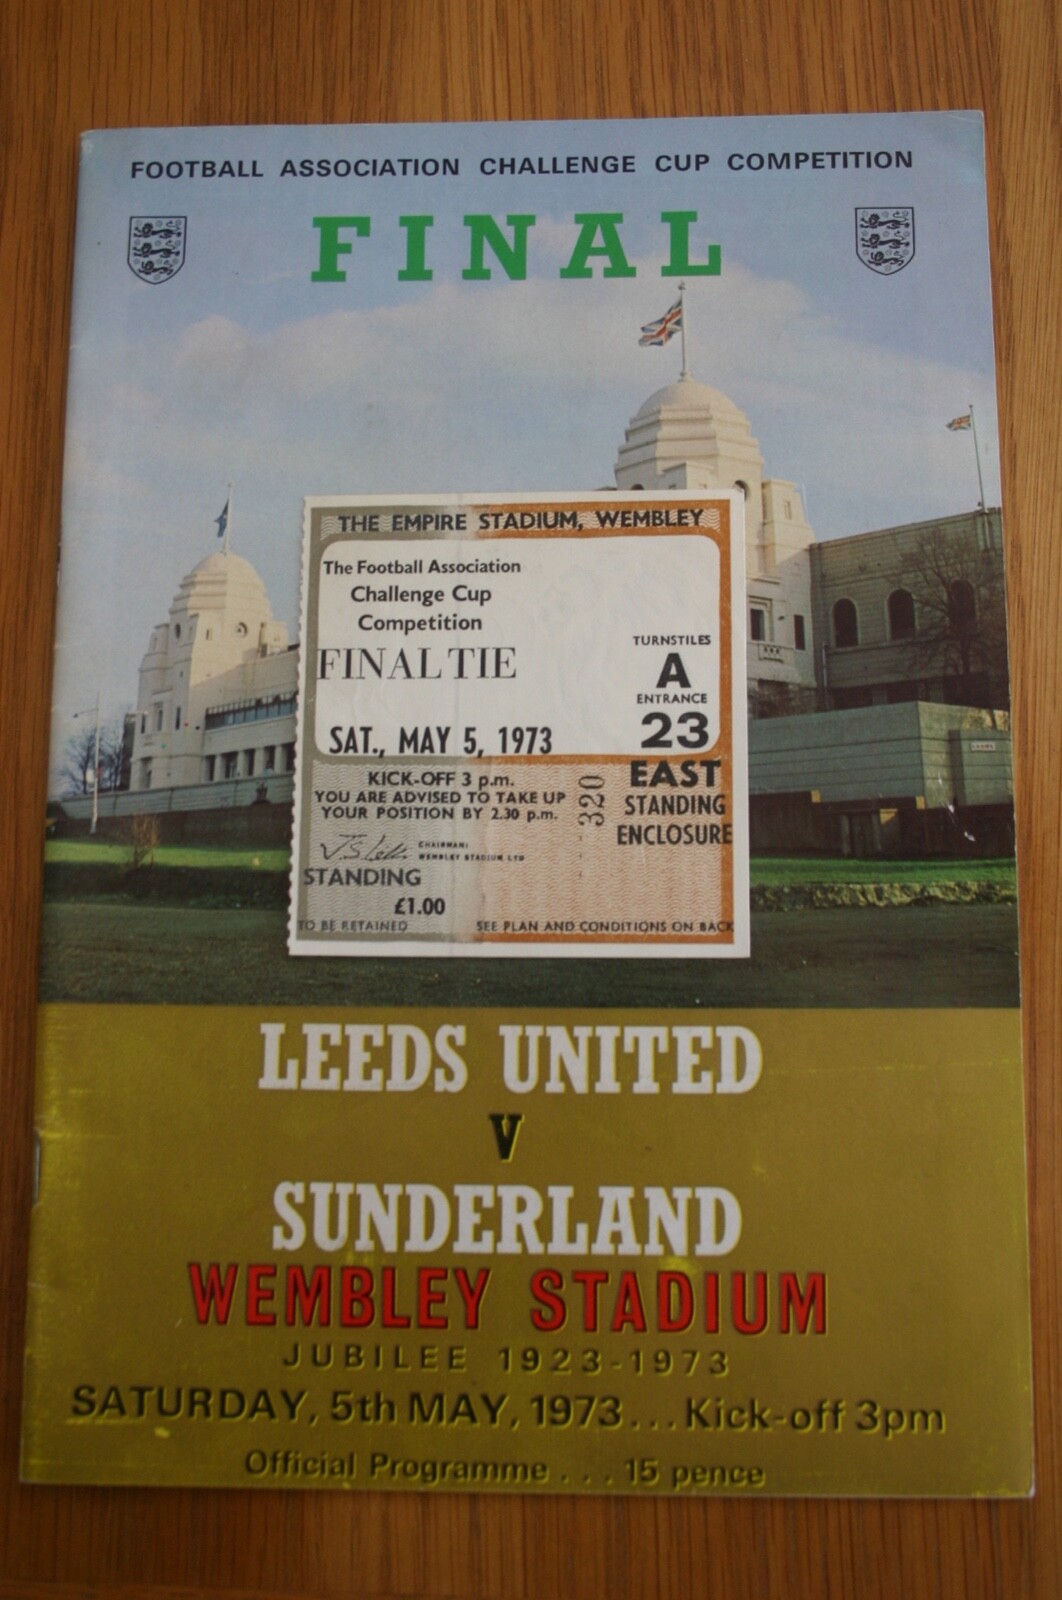 FOOTBALL ASSOCIATION CHALLENGE CUP COMPETITION
FINAL
THE EMPIRE STADIUM, WEMBLEY
The Football Association
Challenge Cup
Competition
FINAL TIE
SAT., MAY 5, 1973
TURNSTILES
A
ENTRANCE
23
EAST
STANDING
ENCLOSURE
KICK-OFF 3 p.m.
YOU ARE ADVISED TO TAKE UP
YOUR POSITION BY 2.30 p.m.
320
CHAIRMAN:
WEMBLEY STADIUM LTD
STANDING
£1.00
TO BE RETAINED
SEE PLAN AND CONDITIONS ON BACK
LEEDS UNITED
V
SUNDERLAND
WEMBLEY STADIUM
JUBILEE 1923-1973
SATURDAY, 5th MAY, 1973...Kick-off 3pm
Official Programme...15 pence